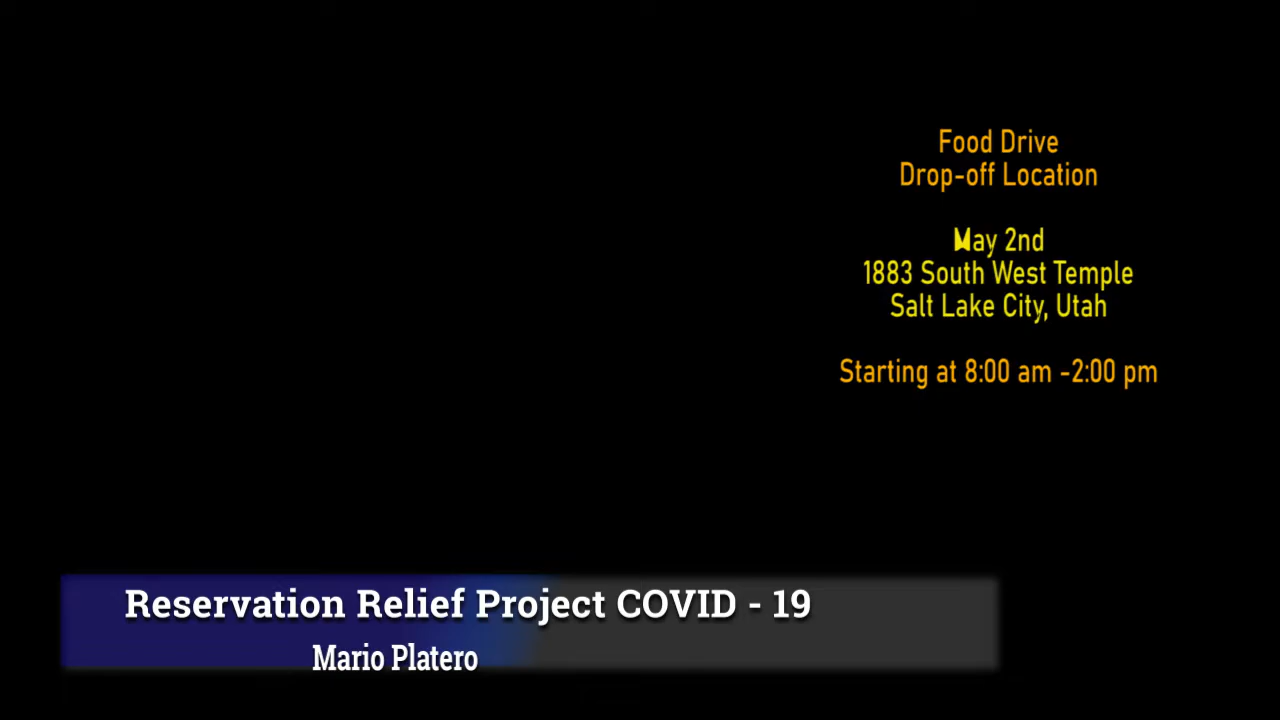 Food Drive
Drop-off Location
May 2nd
1883 South West Temple
Salt Lake City, Utah
Starting at 8:00 am -2:00 pm
Reservation Relief Project COVID - 19
Mario Platero